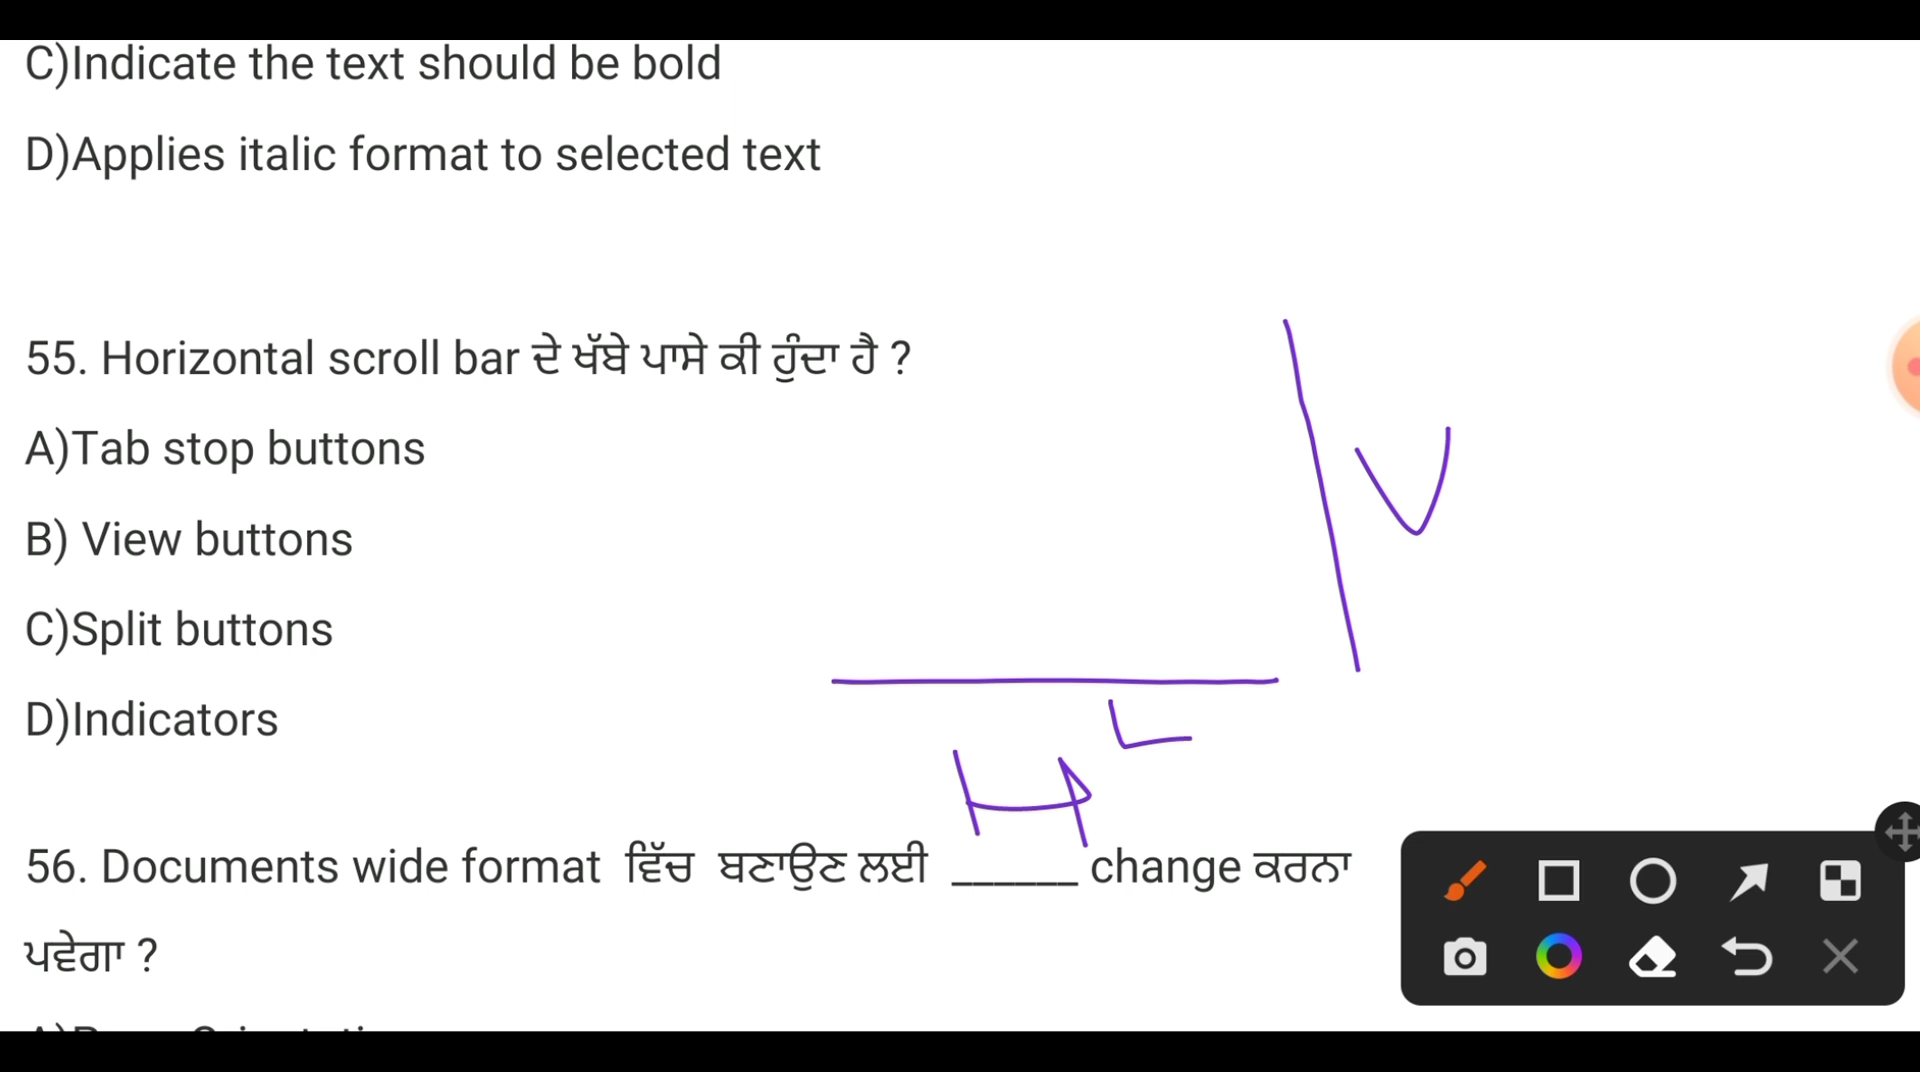 C)Indicate the text should be bold
D)Applies italic format to selected text
55. Horizontal scroll bar ਦੇ ਖੱਬੇ ਪਾਸੇ ਕੀ ਹੁੰਦਾ ਹੈ ?
A)Tab stop buttons
B) View buttons
C)Split buttons
D)Indicators
V
L
H
56. Documents wide format ਵਿੱਚ ਬਣਾਉਣ ਲਈ ______ change ਕਰਨਾ
ਪਵੇਗਾ ?